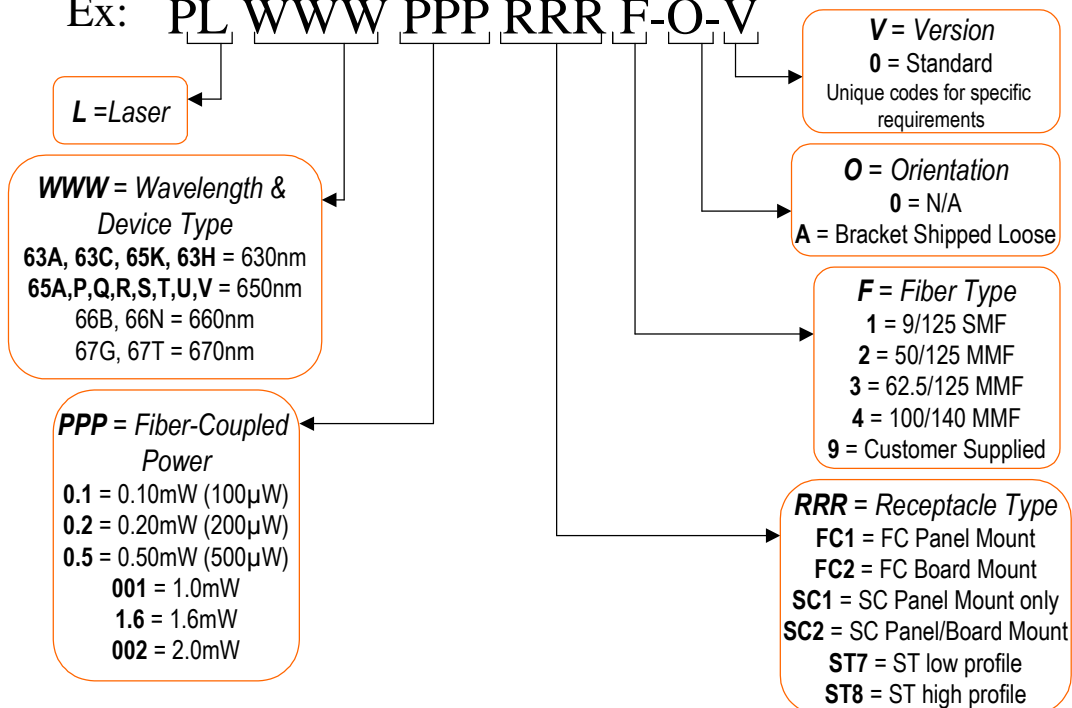 Ex: PL WWW PPP RRR F-O-V
V = Version
0 = Standard
Unique codes for specific
requirements
L =Laser
O = Orientation
0 = N/A
A = Bracket Shipped Loose
WWW = Wavelength &
Device Type
63A, 63C, 65K, 63H = 630nm
65A,P,Q,R,S,T,U,V = 650nm
66B, 66N = 660nm
67G, 67T = 670nm
F = Fiber Type
1 = 9/125 SMF
2 = 50/125 MMF
3 = 62.5/125 MMF
4 = 100/140 MMF
9 = Customer Supplied
PPP = Fiber-Coupled
Power
0.1 = 0.10mW (100µW)
0.2 = 0.20mW (200µW)
0.5 = 0.50mW (500µW)
001 = 1.0mW
1.6 = 1.6mW
002 = 2.0mW
RRR = Receptacle Type
FC1 = FC Panel Mount
FC2 = FC Board Mount
SC1 = SC Panel Mount only
SC2 = SC Panel/Board Mount
ST7 = ST low profile
ST8 = ST high profile